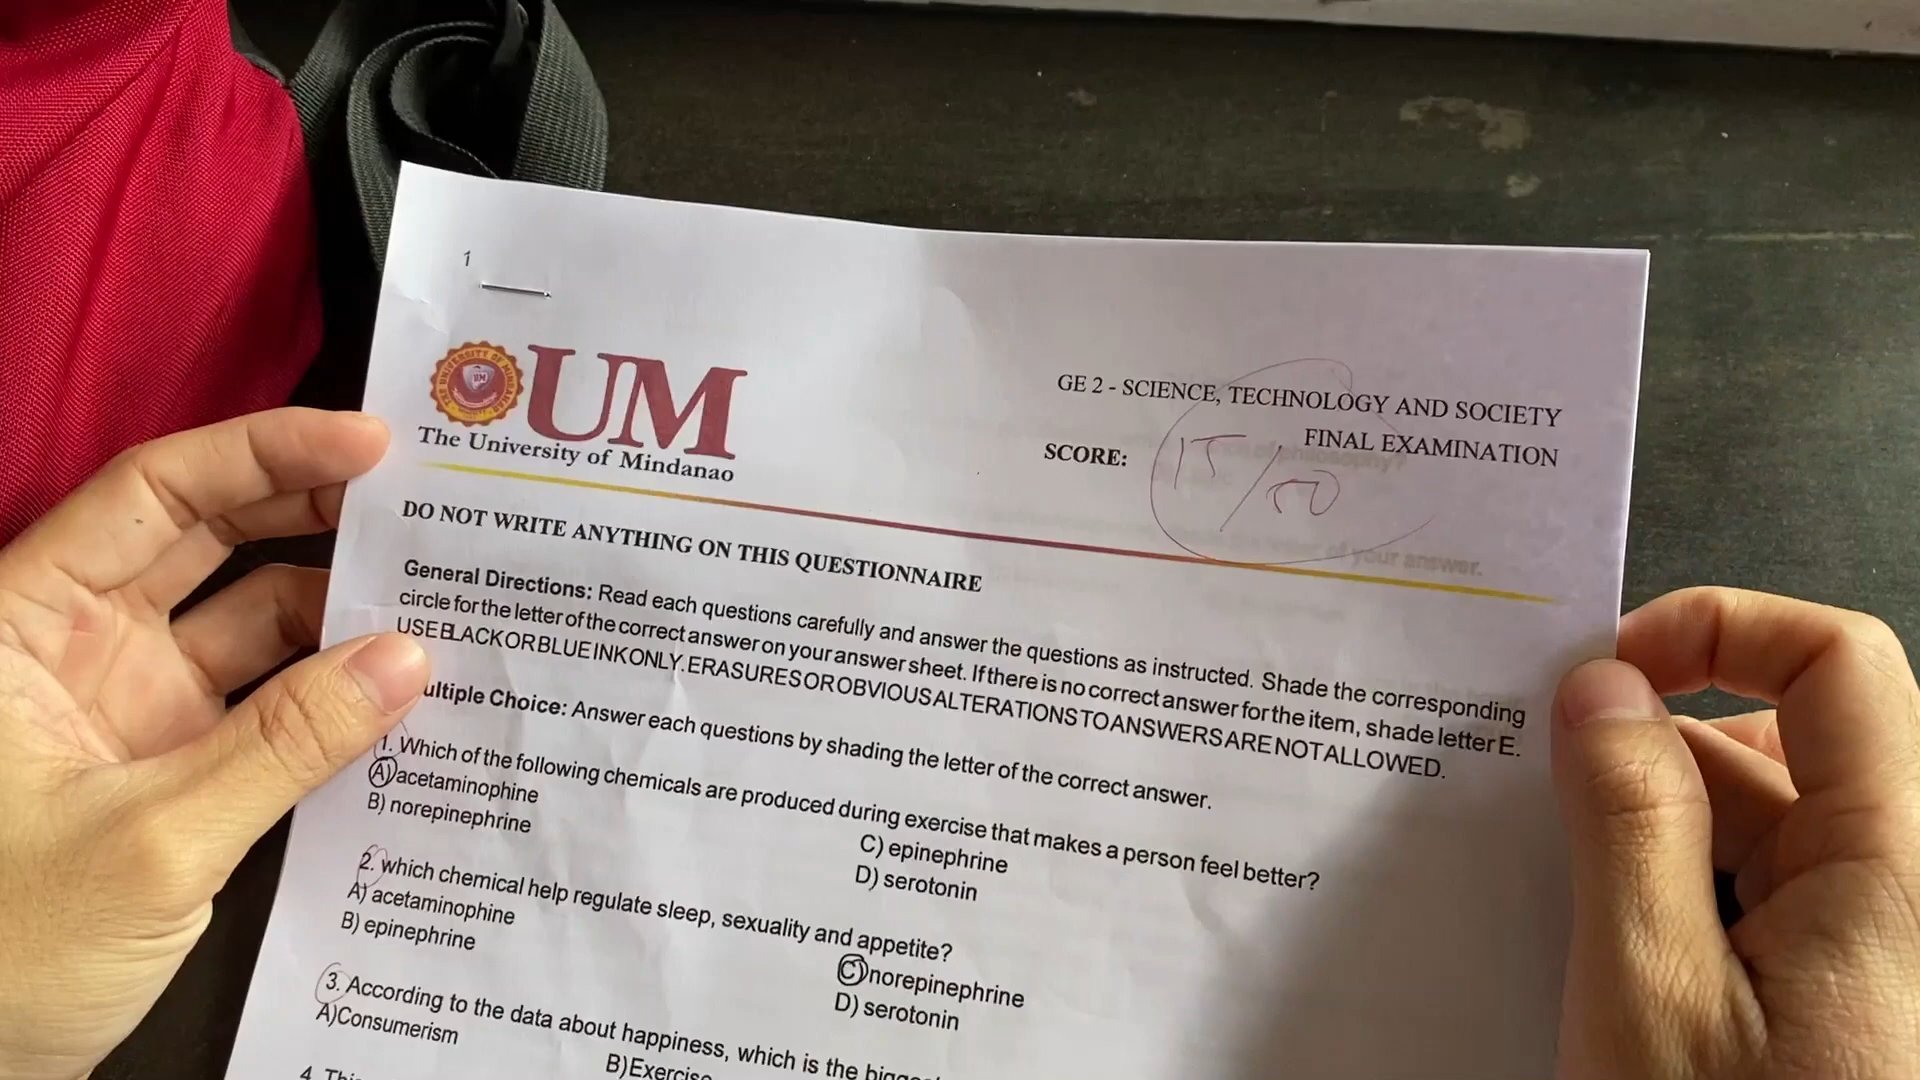 1
UM
The University of Mindanao
GE 2 - SCIENCE, TECHNOLOGY AND SOCIETY
FINAL EXAMINATION
SCORE: 15/50
DO NOT WRITE ANYTHING ON THIS QUESTIONNAIRE
General Directions: Read each questions carefully and answer the questions as instructed. Shade the corresponding
circle for the letter of the correct answer on your answer sheet. If there is no correct answer for the item, shade letter E.
USE BLACK OR BLUE INK ONLY. ERASURES OR OBVIOUS ALTERATIONS TO ANSWERS ARE NOT ALLOWED.
ultiple Choice: Answer each questions by shading the letter of the correct answer.
1. Which of the following chemicals are produced during exercise that makes a person feel better?
A) acetaminophine
C) epinephrine
B) norepinephrine
D) serotonin
2. which chemical help regulate sleep, sexuality and appetite?
A) acetaminophine
C) norepinephrine
B) epinephrine
D) serotonin
3. According to the data about happiness, which is the
A)Consumerism
B)Exercise
4.